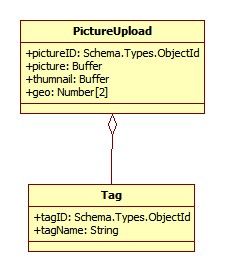 PictureUpload
+pictureID: Schema.Types.ObjectId
+picture: Buffer
+thumnail: Buffer
+geo: Number[2]
Tag
+tagID: Schema.Types.ObjectId
+tagName: String